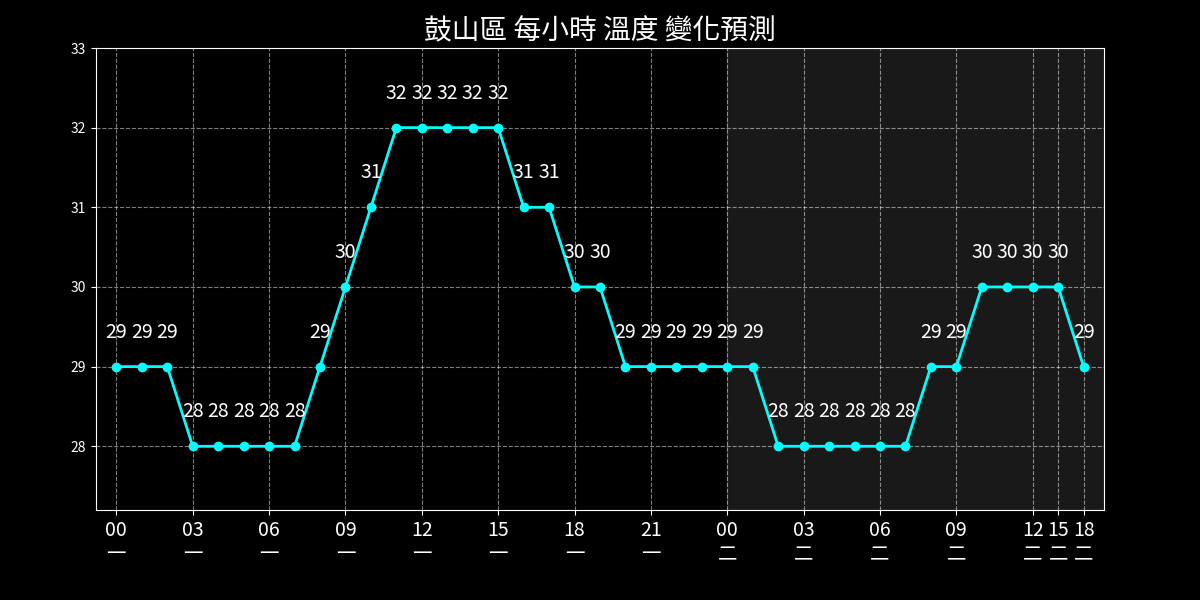 鼓山區 每小時 溫度 變化預測
33
32
31
30
29
28
32 32 32 32 32
31 31 31
30 30 30 30 30 30 30
29 29 29 29 29 29 29 29 29 29 29 29 29
28 28 28 28 28 28 28 28 28 28 28
00 03 06 09 12 15 18 21 00 03 06 09 12 15 18
一 一 一 一 一 一 一 一 二 二 二 二 二 二 二